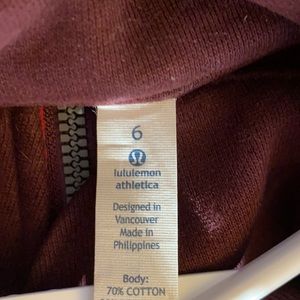 6
lululemon
athletica
Designed in
Vancouver
Made in
Philippines
Body:
70% COTTON